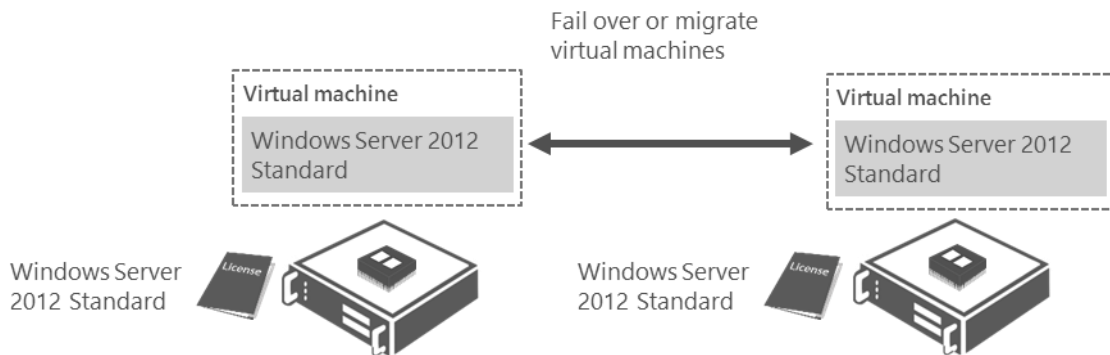 Fail over or migrate
virtual machines
Virtual machine
Windows Server 2012
Standard
Virtual machine
Windows Server 2012
Standard
Windows Server
2012 Standard
License
Windows Server
2012 Standard
License